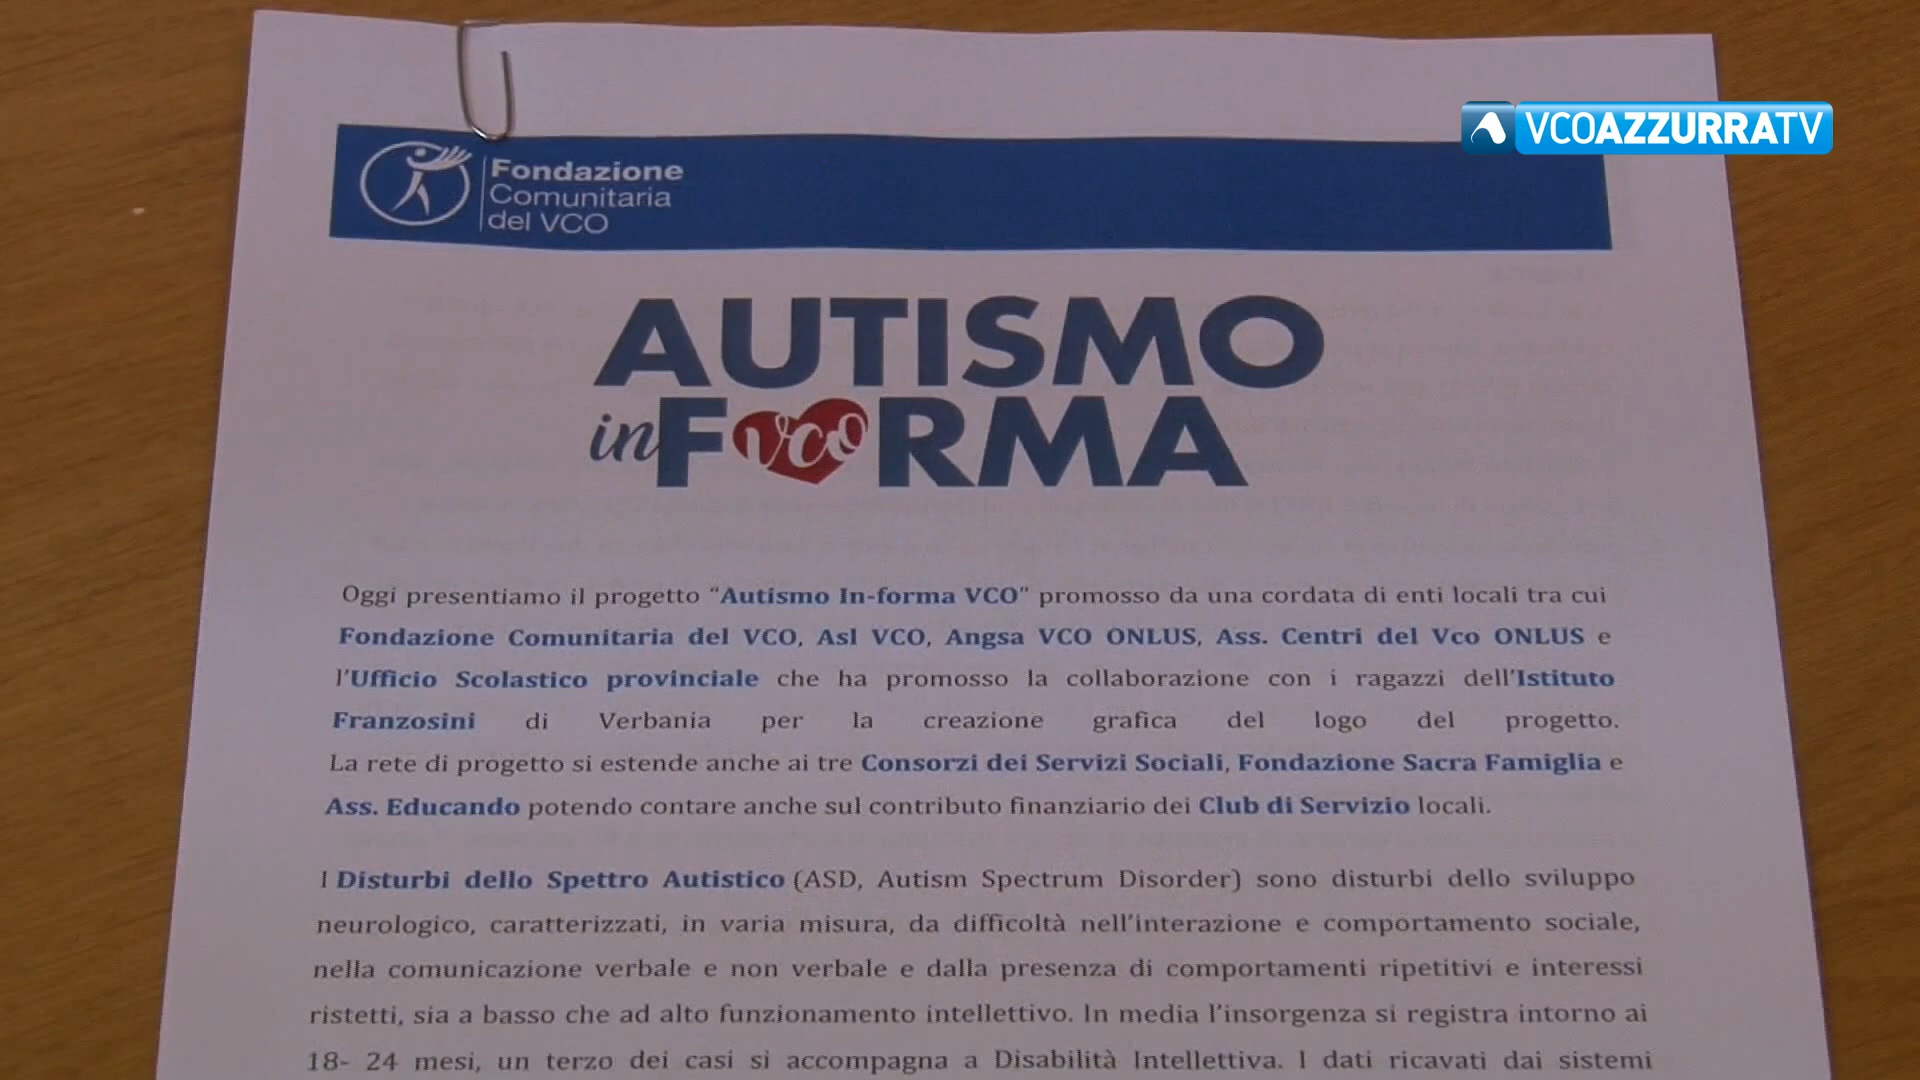 VCOAZZURRATV
Fondazione
Comunitaria
del VCO
AUTISMO
inFvcoRMA
Oggi presentiamo il progetto “Autismo In-forma VCO” promosso da una cordata di enti locali tra cui
Fondazione Comunitaria del VCO, Asl VCO, Angsa VCO ONLUS, Ass. Centri del Vco ONLUS e
l’Ufficio Scolastico provinciale che ha promosso la collaborazione con i ragazzi dell’Istituto
Franzosini di Verbania per la creazione grafica del logo del progetto.
La rete di progetto si estende anche ai tre Consorzi dei Servizi Sociali, Fondazione Sacra Famiglia e
Ass. Educando potendo contare anche sul contributo finanziario dei Club di Servizio locali.
I Disturbi dello Spettro Autistico (ASD, Autism Spectrum Disorder) sono disturbi dello sviluppo
neurologico, caratterizzati, in varia misura, da difficoltà nell’interazione e comportamento sociale,
nella comunicazione verbale e non verbale e dalla presenza di comportamenti ripetitivi e interessi
ristetti, sia a basso che ad alto funzionamento intellettivo. In media l’insorgenza si registra intorno ai
18- 24 mesi, un terzo dei casi si accompagna a Disabilità Intellettiva. I dati ricavati dai sistemi